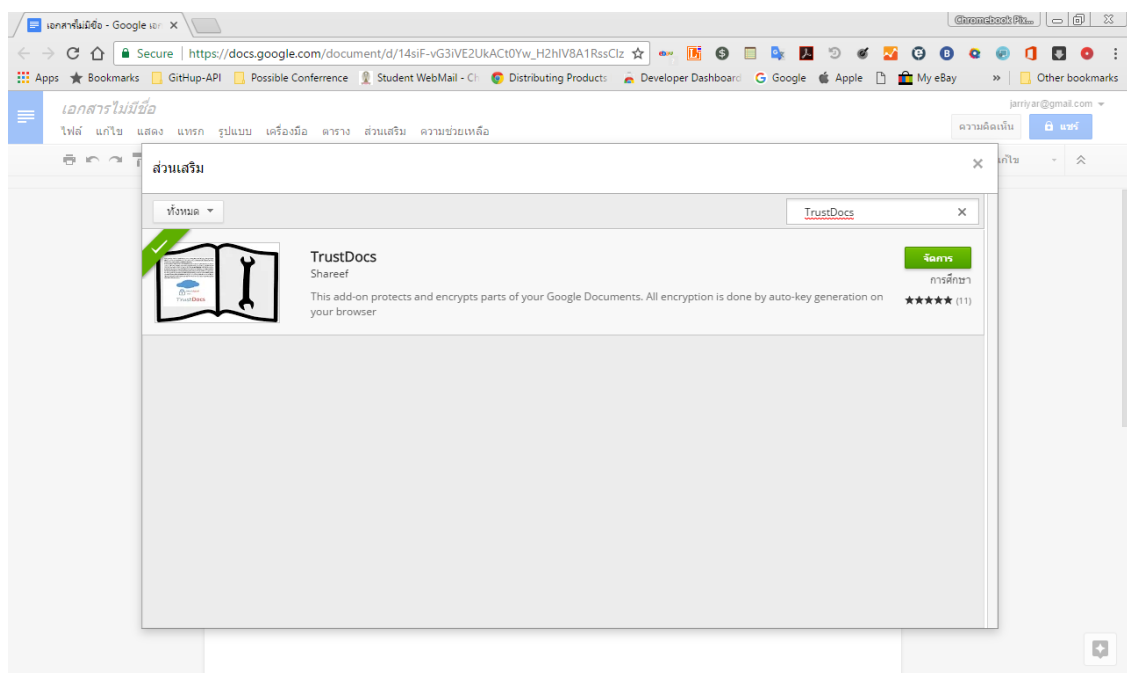 เอกสารไม่มีชื่อ - Google เอก
Chromebook Pix...
Secure | https://docs.google.com/document/d/14siF-vG3iVE2UkACt0Yw_H2hlV8A1RssClz
Apps Bookmarks GitHup-API Possible Conferrence Student WebMail - Ch Distributing Products Developer Dashboard Google Apple My eBay » Other bookmarks
เอกสารไม่มีชื่อ
jarriyar@gmail.com
ไฟล์ แก้ไข แสดง แทรก รูปแบบ เครื่องมือ ตาราง ส่วนเสริม ความช่วยเหลือ
ความคิดเห็น แชร์
ส่วนเสริม
ทั้งหมด
TrustDocs
TrustDocs
Shareef
This add-on protects and encrypts parts of your Google Documents. All encryption is done by auto-key generation on
your browser
จัดการ
การศึกษา
(11)
TrustDocs